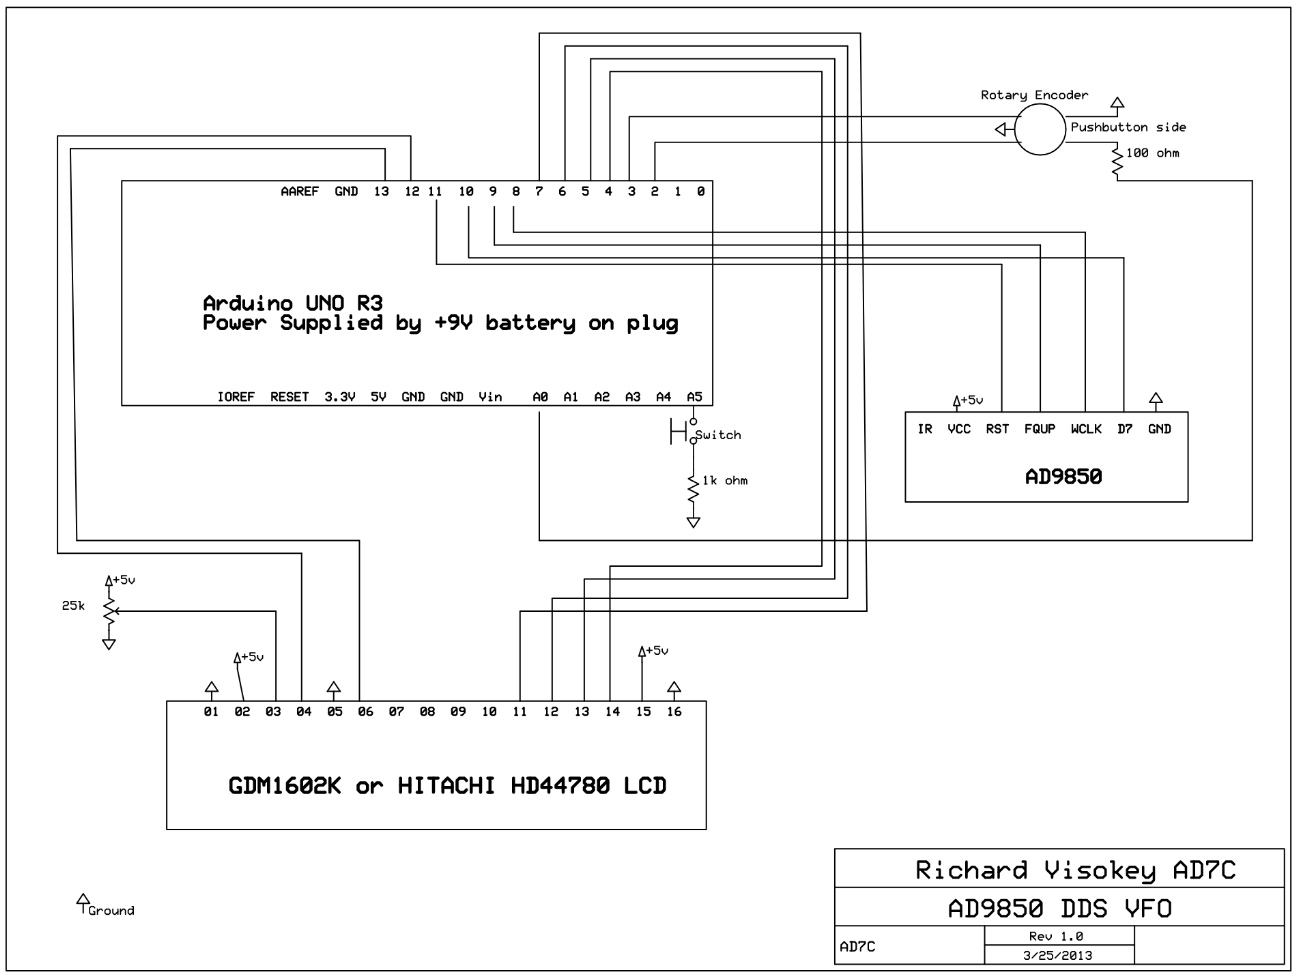 Rotary Encoder
Pushbutton side
100 ohm
AAREF GND 13 12 11 10 9 8 7 6 5 4 3 2 1 0
Arduino UNO R3
Power Supplied by +9V battery on plug
IOREF RESET 3.3V 5V GND GND Vin A0 A1 A2 A3 A4 A5
+5v
IR VCC RST FQUP WCLK D7 GND
AD9850
Switch
1k ohm
+5v
25k
+5v
+5v
01 02 03 04 05 06 07 08 09 10 11 12 13 14 15 16
GDM1602K or HITACHI HD44780 LCD
Ground
Richard Visokey AD7C
AD9850 DDS VFO
AD7C
Rev 1.0
3/25/2013